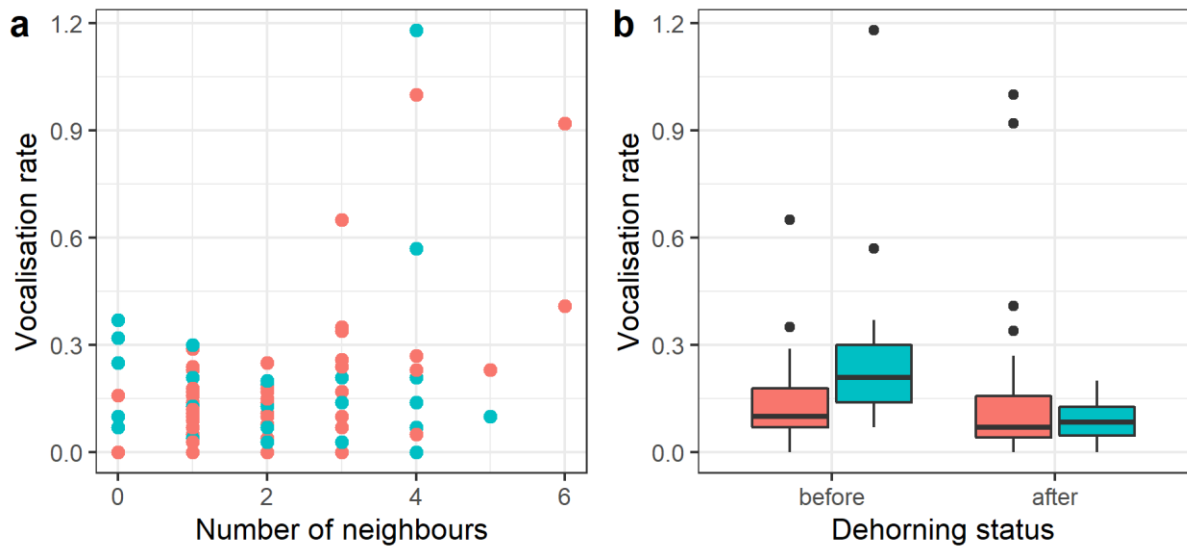 a
1.2
0.9
0.6
0.3
0.0
Vocalisation rate
0 2 4 6
Number of neighbours
b
1.2
0.9
0.6
0.3
0.0
Vocalisation rate
before after
Dehorning status